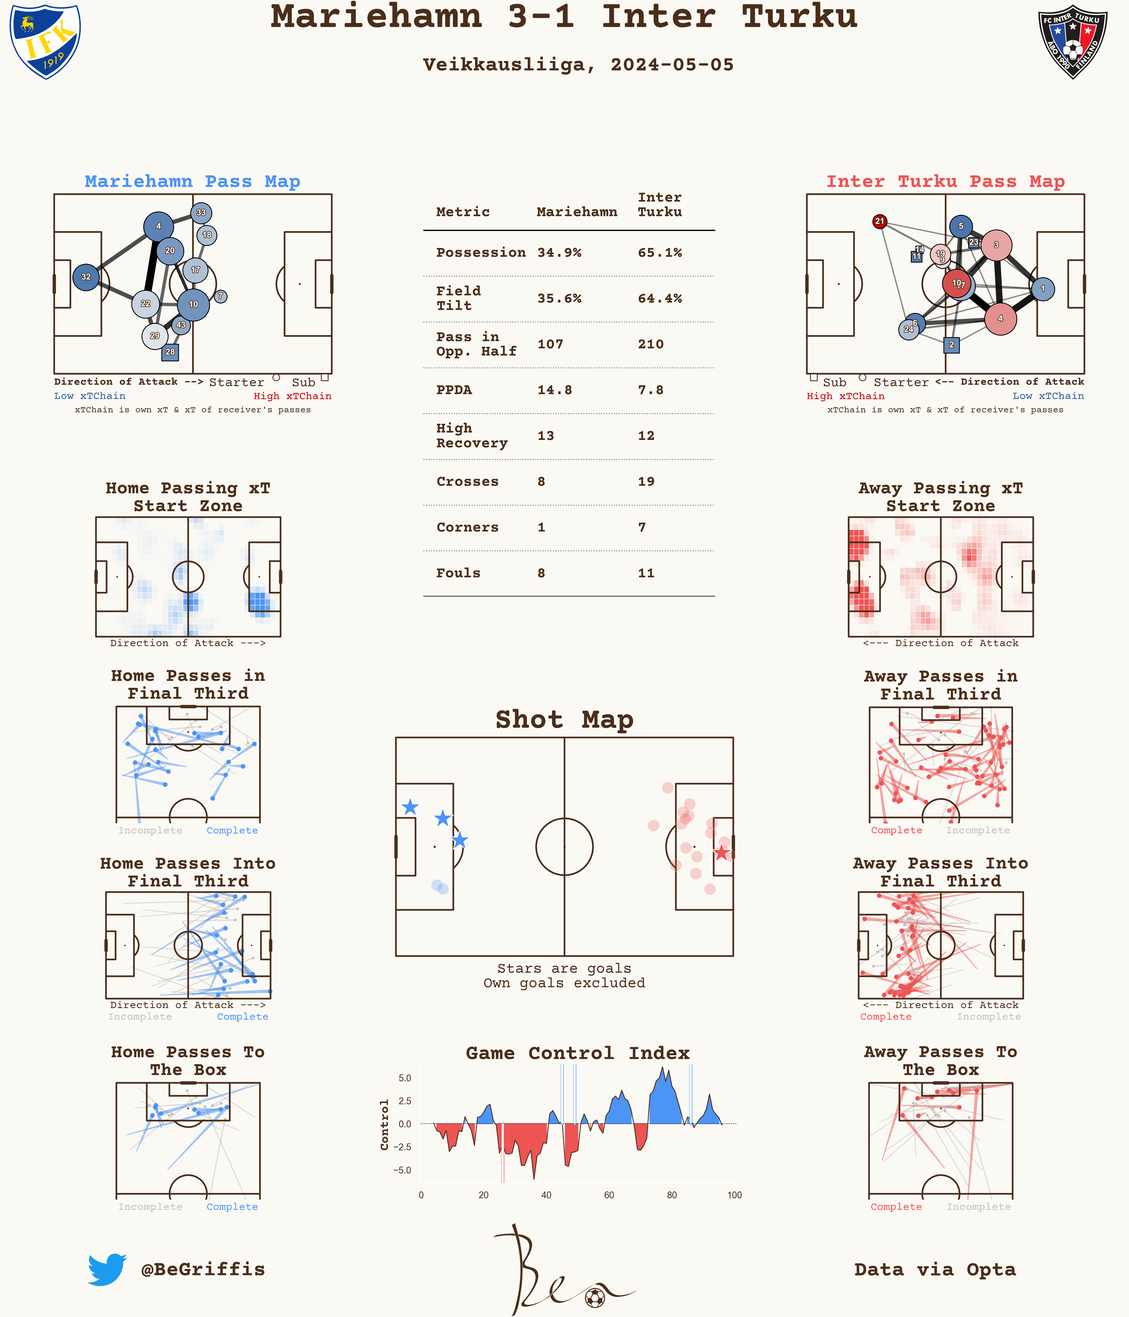 Mariehamn 3-1 Inter Turku
Veikkausliiga, 2024-05-05
IFK
1919
FC INTER TURKU
ÅBO 1990 FINLAND
Mariehamn Pass Map
4
33
18
20
32
17
22
10
7
43
29
28
Direction of Attack --> Starter Sub
Low xTChain High xTChain
xTChain is own xT & xT of receiver's passes
Metric Mariehamn Inter Turku
Possession 34.9% 65.1%
Field Tilt 35.6% 64.4%
Pass in Opp. Half 107 210
PPDA 14.8 7.8
High Recovery 13 12
Crosses 8 19
Corners 1 7
Fouls 8 11
Inter Turku Pass Map
21
5
23
3
14
11
19
10
1
4
6
24
2
Sub Starter <-- Direction of Attack
High xTChain Low xTChain
xTChain is own xT & xT of receiver's passes
Home Passing xT
Start Zone
Direction of Attack --->
Away Passing xT
Start Zone
<--- Direction of Attack
Home Passes in
Final Third
Incomplete Complete
Away Passes in
Final Third
Complete Incomplete
Shot Map
Stars are goals
Own goals excluded
Home Passes Into
Final Third
Direction of Attack --->
Incomplete Complete
Away Passes Into
Final Third
<--- Direction of Attack
Complete Incomplete
Home Passes To
The Box
Incomplete Complete
Game Control Index
Control
5.0
2.5
0.0
−2.5
−5.0
0 20 40 60 80 100
Away Passes To
The Box
Complete Incomplete
@BeGriffis
Bea
Data via Opta